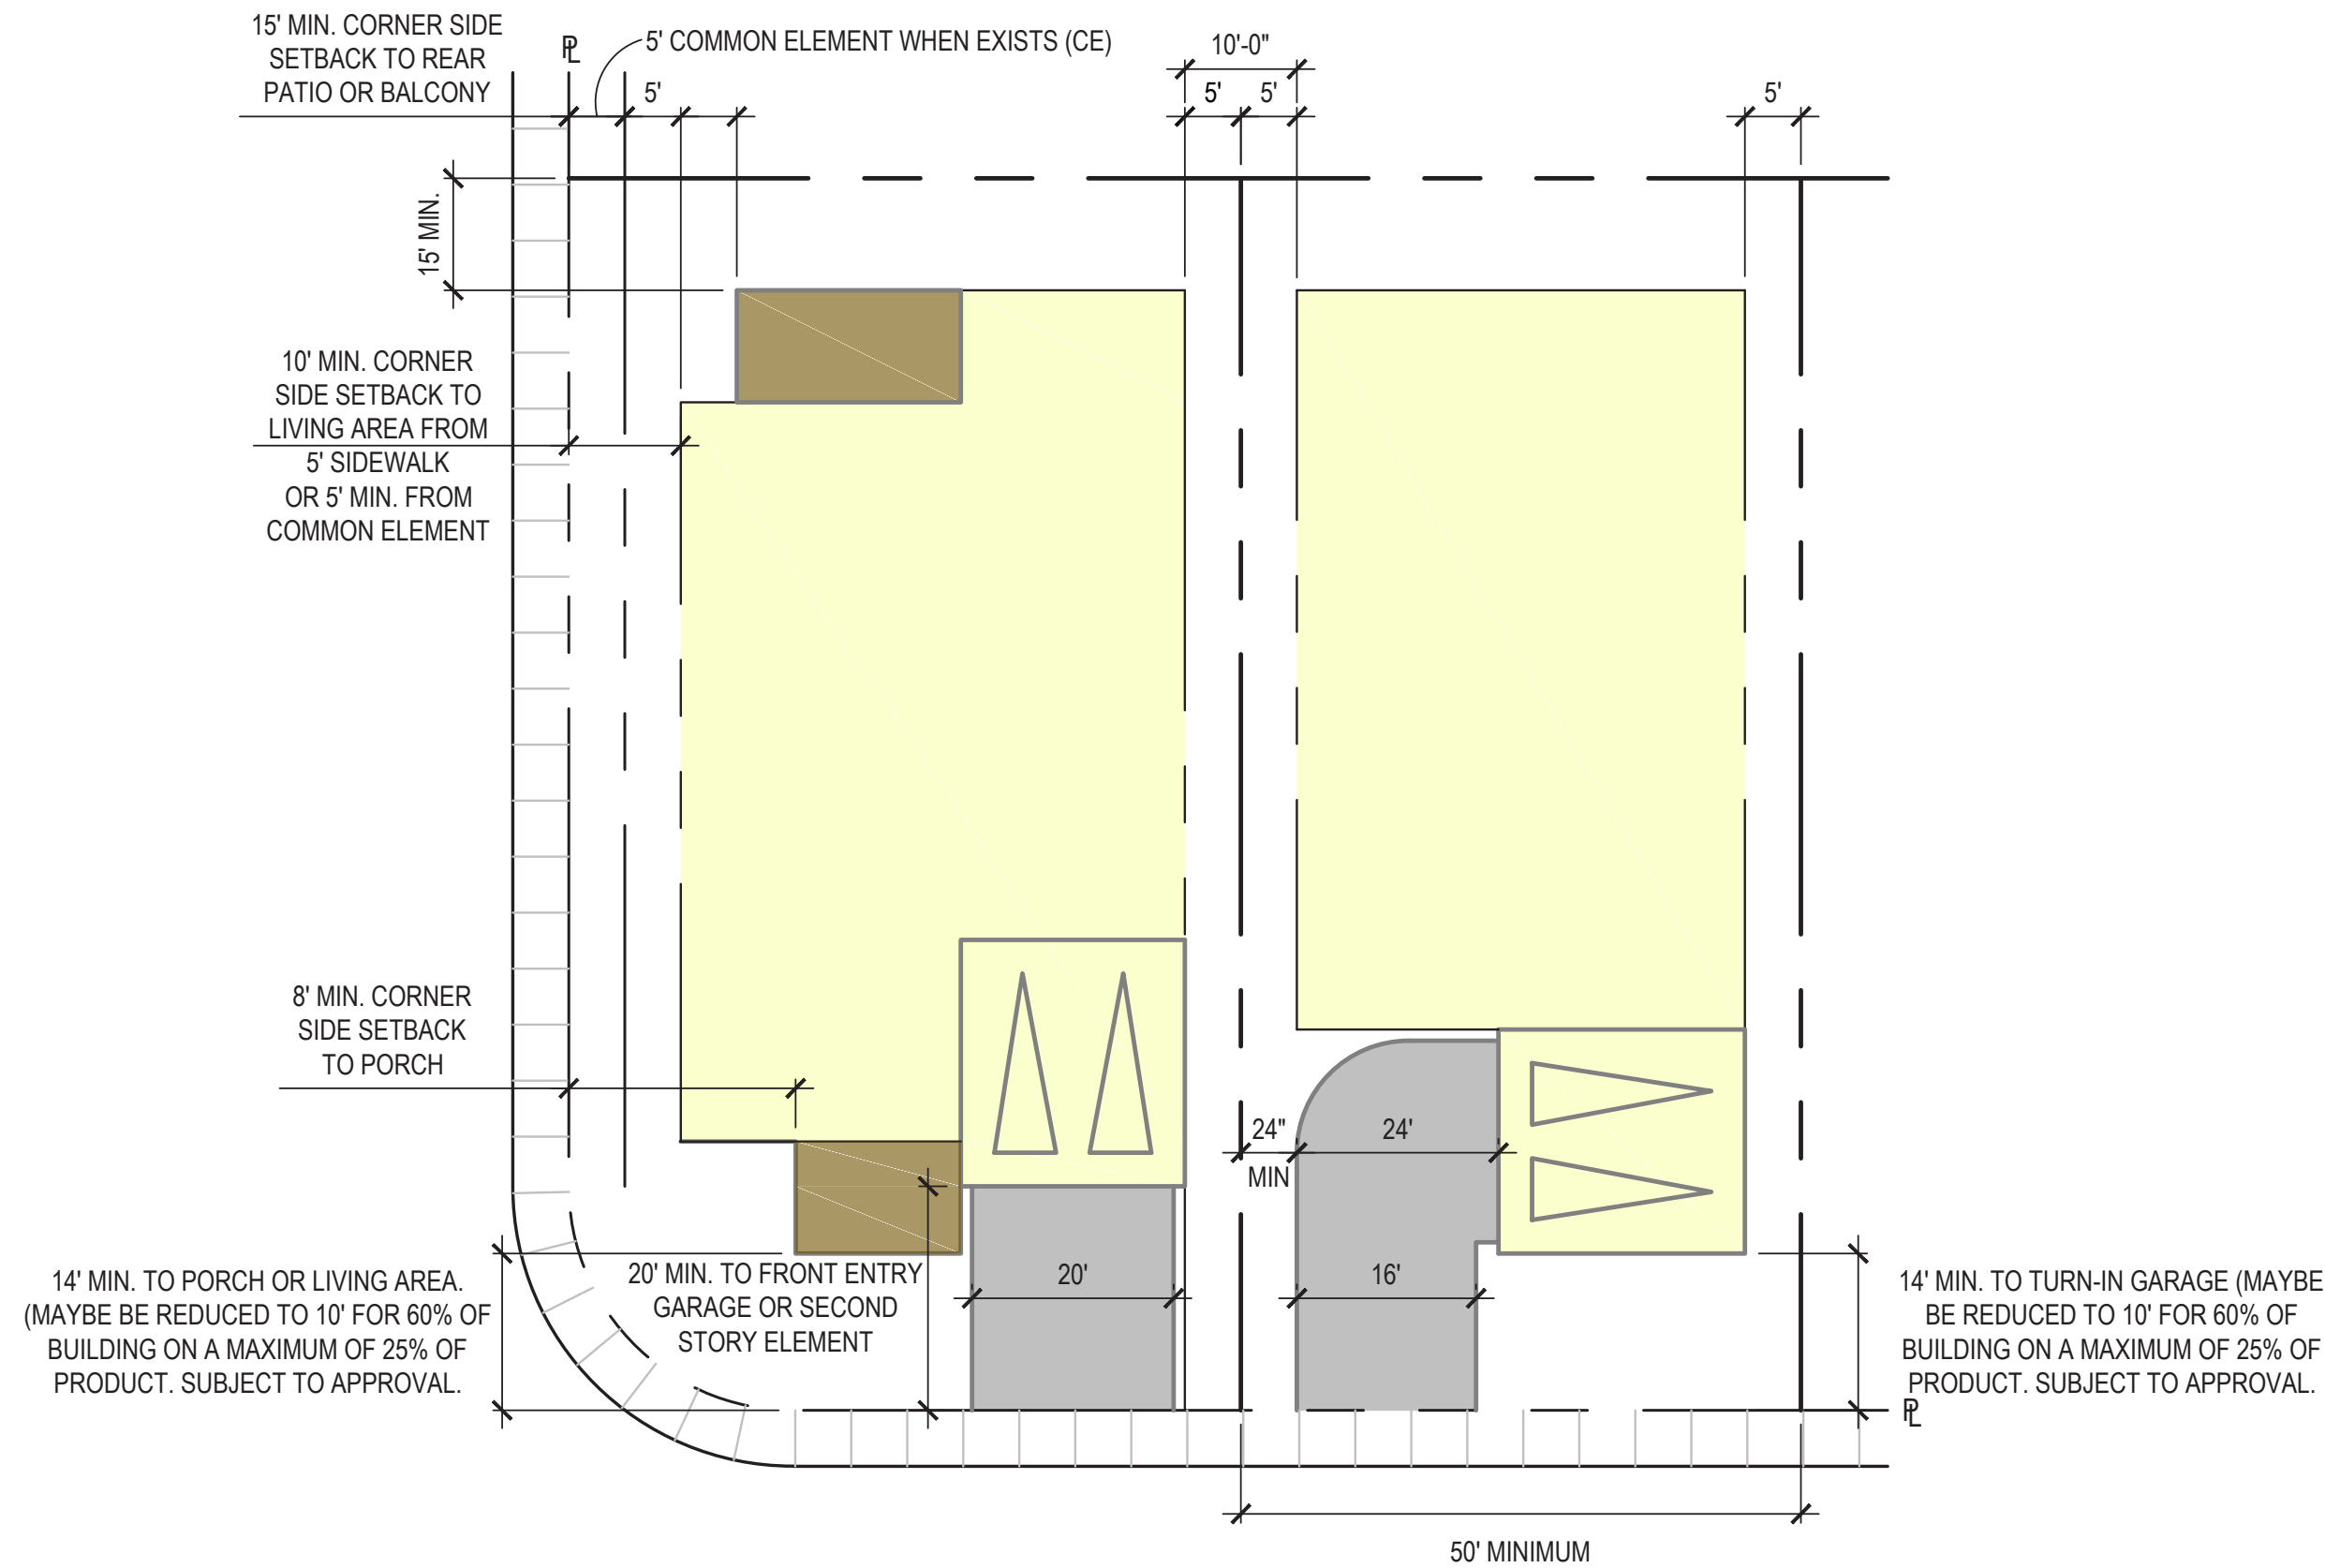 15' MIN. CORNER SIDE
SETBACK TO REAR
PATIO OR BALCONY
PL
5' COMMON ELEMENT WHEN EXISTS (CE)
5'
10'-0"
5'
5'
5'
15' MIN.
10' MIN. CORNER
SIDE SETBACK TO
LIVING AREA FROM
5' SIDEWALK
OR 5' MIN. FROM
COMMON ELEMENT
8' MIN. CORNER
SIDE SETBACK
TO PORCH
24"
MIN
24'
14' MIN. TO PORCH OR LIVING AREA.
(MAYBE BE REDUCED TO 10' FOR 60% OF
BUILDING ON A MAXIMUM OF 25% OF
PRODUCT. SUBJECT TO APPROVAL.
20' MIN. TO FRONT ENTRY
GARAGE OR SECOND
STORY ELEMENT
20'
16'
14' MIN. TO TURN-IN GARAGE (MAYBE
BE REDUCED TO 10' FOR 60% OF
BUILDING ON A MAXIMUM OF 25% OF
PRODUCT. SUBJECT TO APPROVAL.
PL
50' MINIMUM